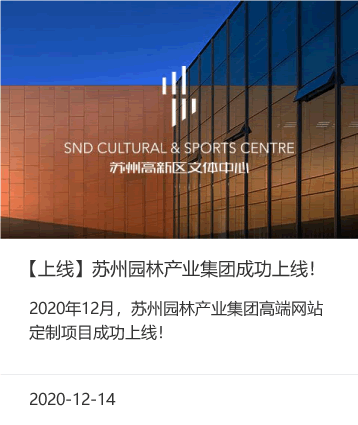 SND CULTURAL & SPORTS CENTRE
苏州高新区文体中心
【上线】苏州园林产业集团成功上线！
2020年12月，苏州园林产业集团高端网站
定制项目成功上线！
2020-12-14